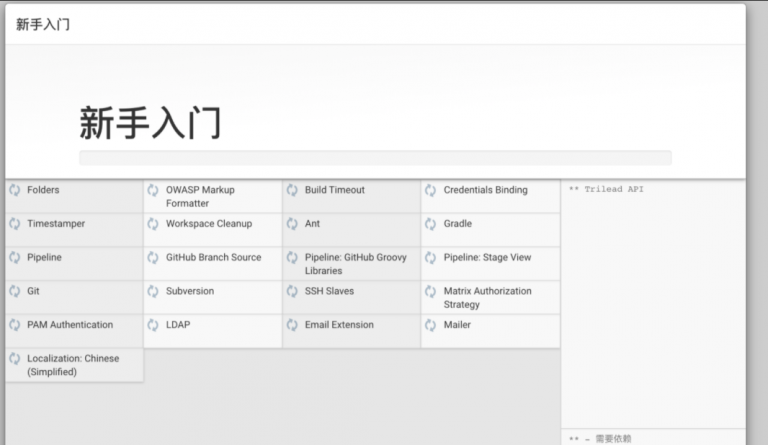 新手入门
新手入门
Folders
OWASP Markup
Formatter
Build Timeout
Credentials Binding
** Trilead API
Timestamper
Workspace Cleanup
Ant
Gradle
Pipeline
GitHub Branch Source
Pipeline: GitHub Groovy
Libraries
Pipeline: Stage View
Git
Subversion
SSH Slaves
Matrix Authorization
Strategy
PAM Authentication
LDAP
Email Extension
Mailer
Localization: Chinese
(Simplified)
** - 需要依赖